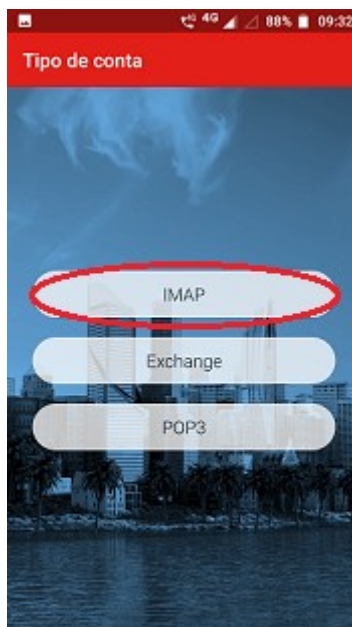 4G 88% 09:32
Tipo de conta
IMAP
Exchange
POP3